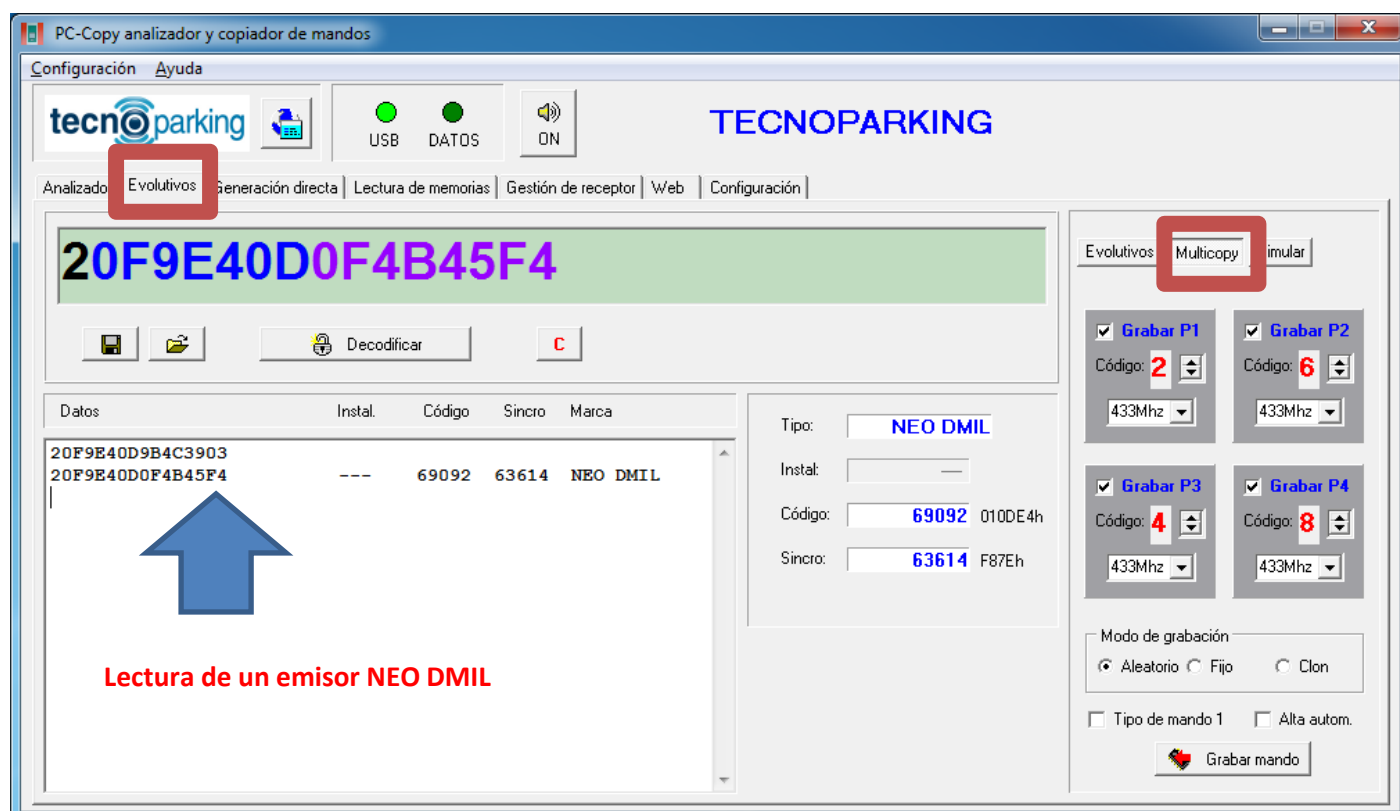 PC-Copy analizador y copiador de mandos
Configuración Ayuda
tecnoparking USB DATOS ON TECNOPARKING
Analizado Evolutivos Generación directa Lectura de memorias Gestión de receptor Web Configuración
20F9E40D0F4B45F4
Evolutivos Multicopy imular
Decodificar C
Grabar P1 Grabar P2
Código: 2 Código: 6
433Mhz 433Mhz
Datos Instal. Código Sincro Marca
20F9E40D9B4C3903
20F9E40D0F4B45F4 --- 69092 63614 NEO DMIL
Tipo: NEO DMIL
Instal: ---
Código: 69092 010DE4h
Sincro: 63614 F87Eh
Grabar P3 Grabar P4
Código: 4 Código: 8
433Mhz 433Mhz
Lectura de un emisor NEO DMIL
Modo de grabación
Aleatorio Fijo Clon
Tipo de mando 1 Alta autom.
Grabar mando